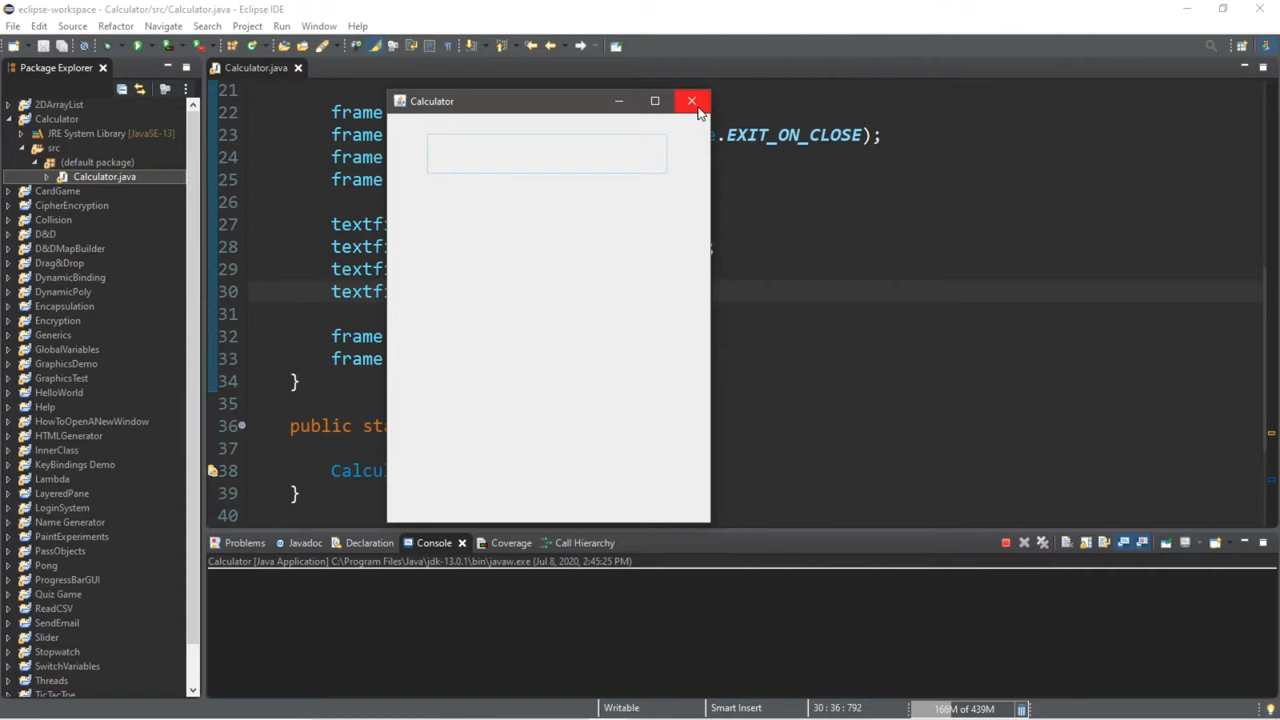 eclipse-workspace - Calculator/src/Calculator.java - Eclipse IDE
File Edit Source Refactor Navigate Search Project Run Window Help
Package Explorer
2DArrayList
Calculator
JRE System Library [JavaSE-13]
src
(default package)
Calculator.java
CardGame
CipherEncryption
Collision
D&D
D&DMapBuilder
Drag&Drop
DynamicBinding
DynamicPoly
Encapsulation
Encryption
Generics
GlobalVariables
GraphicsDemo
GraphicsTest
HelloWorld
Help
HowToOpenANewWindow
HTMLGenerator
InnerClass
KeyBindings Demo
Lambda
LayeredPane
LoginSystem
Name Generator
PaintExperiments
PassObjects
Pong
ProgressBarGUI
Quiz Game
ReadCSV
SendEmail
Slider
Stopwatch
SwitchVariables
Threads
TicTacToe
Calculator.java
21
22 frame
23 frame .EXIT_ON_CLOSE);
24 frame
25 frame
26
27 textfi
28 textfi ;
29 textfi
30 textfi
31
32 frame
33 frame
34 }
35
36 public sta
37
38 Calcul
39 }
40
Calculator
Problems Javadoc Declaration Console Coverage Call Hierarchy
Calculator [Java Application] C:\Program Files\Java\jdk-13.0.1\bin\javaw.exe (Jul 8, 2020, 2:45:25 PM)
Writable Smart Insert 30 : 36 : 792 166M of 439M